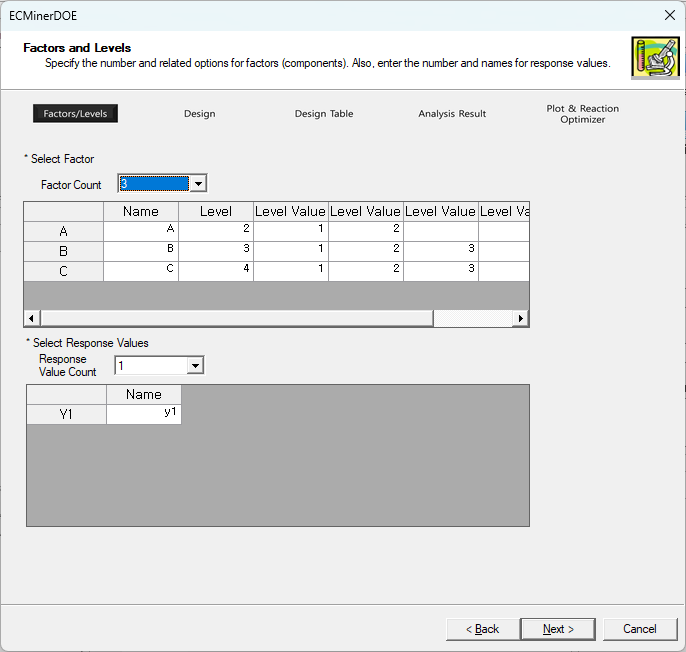 ECMinerDOE
Factors and Levels
Specify the number and related options for factors (components). Also, enter the number and names for response values.
Factors/Levels Design Design Table Analysis Result Plot & Reaction
Optimizer
* Select Factor
Factor Count 3
Name Level Level Value Level Value Level Value Level Va
A A 2 1 2
B B 3 1 2 3
C C 4 1 2 3
* Select Response Values
Response
Value Count 1
Name
Y1 y1
< Back Next > Cancel